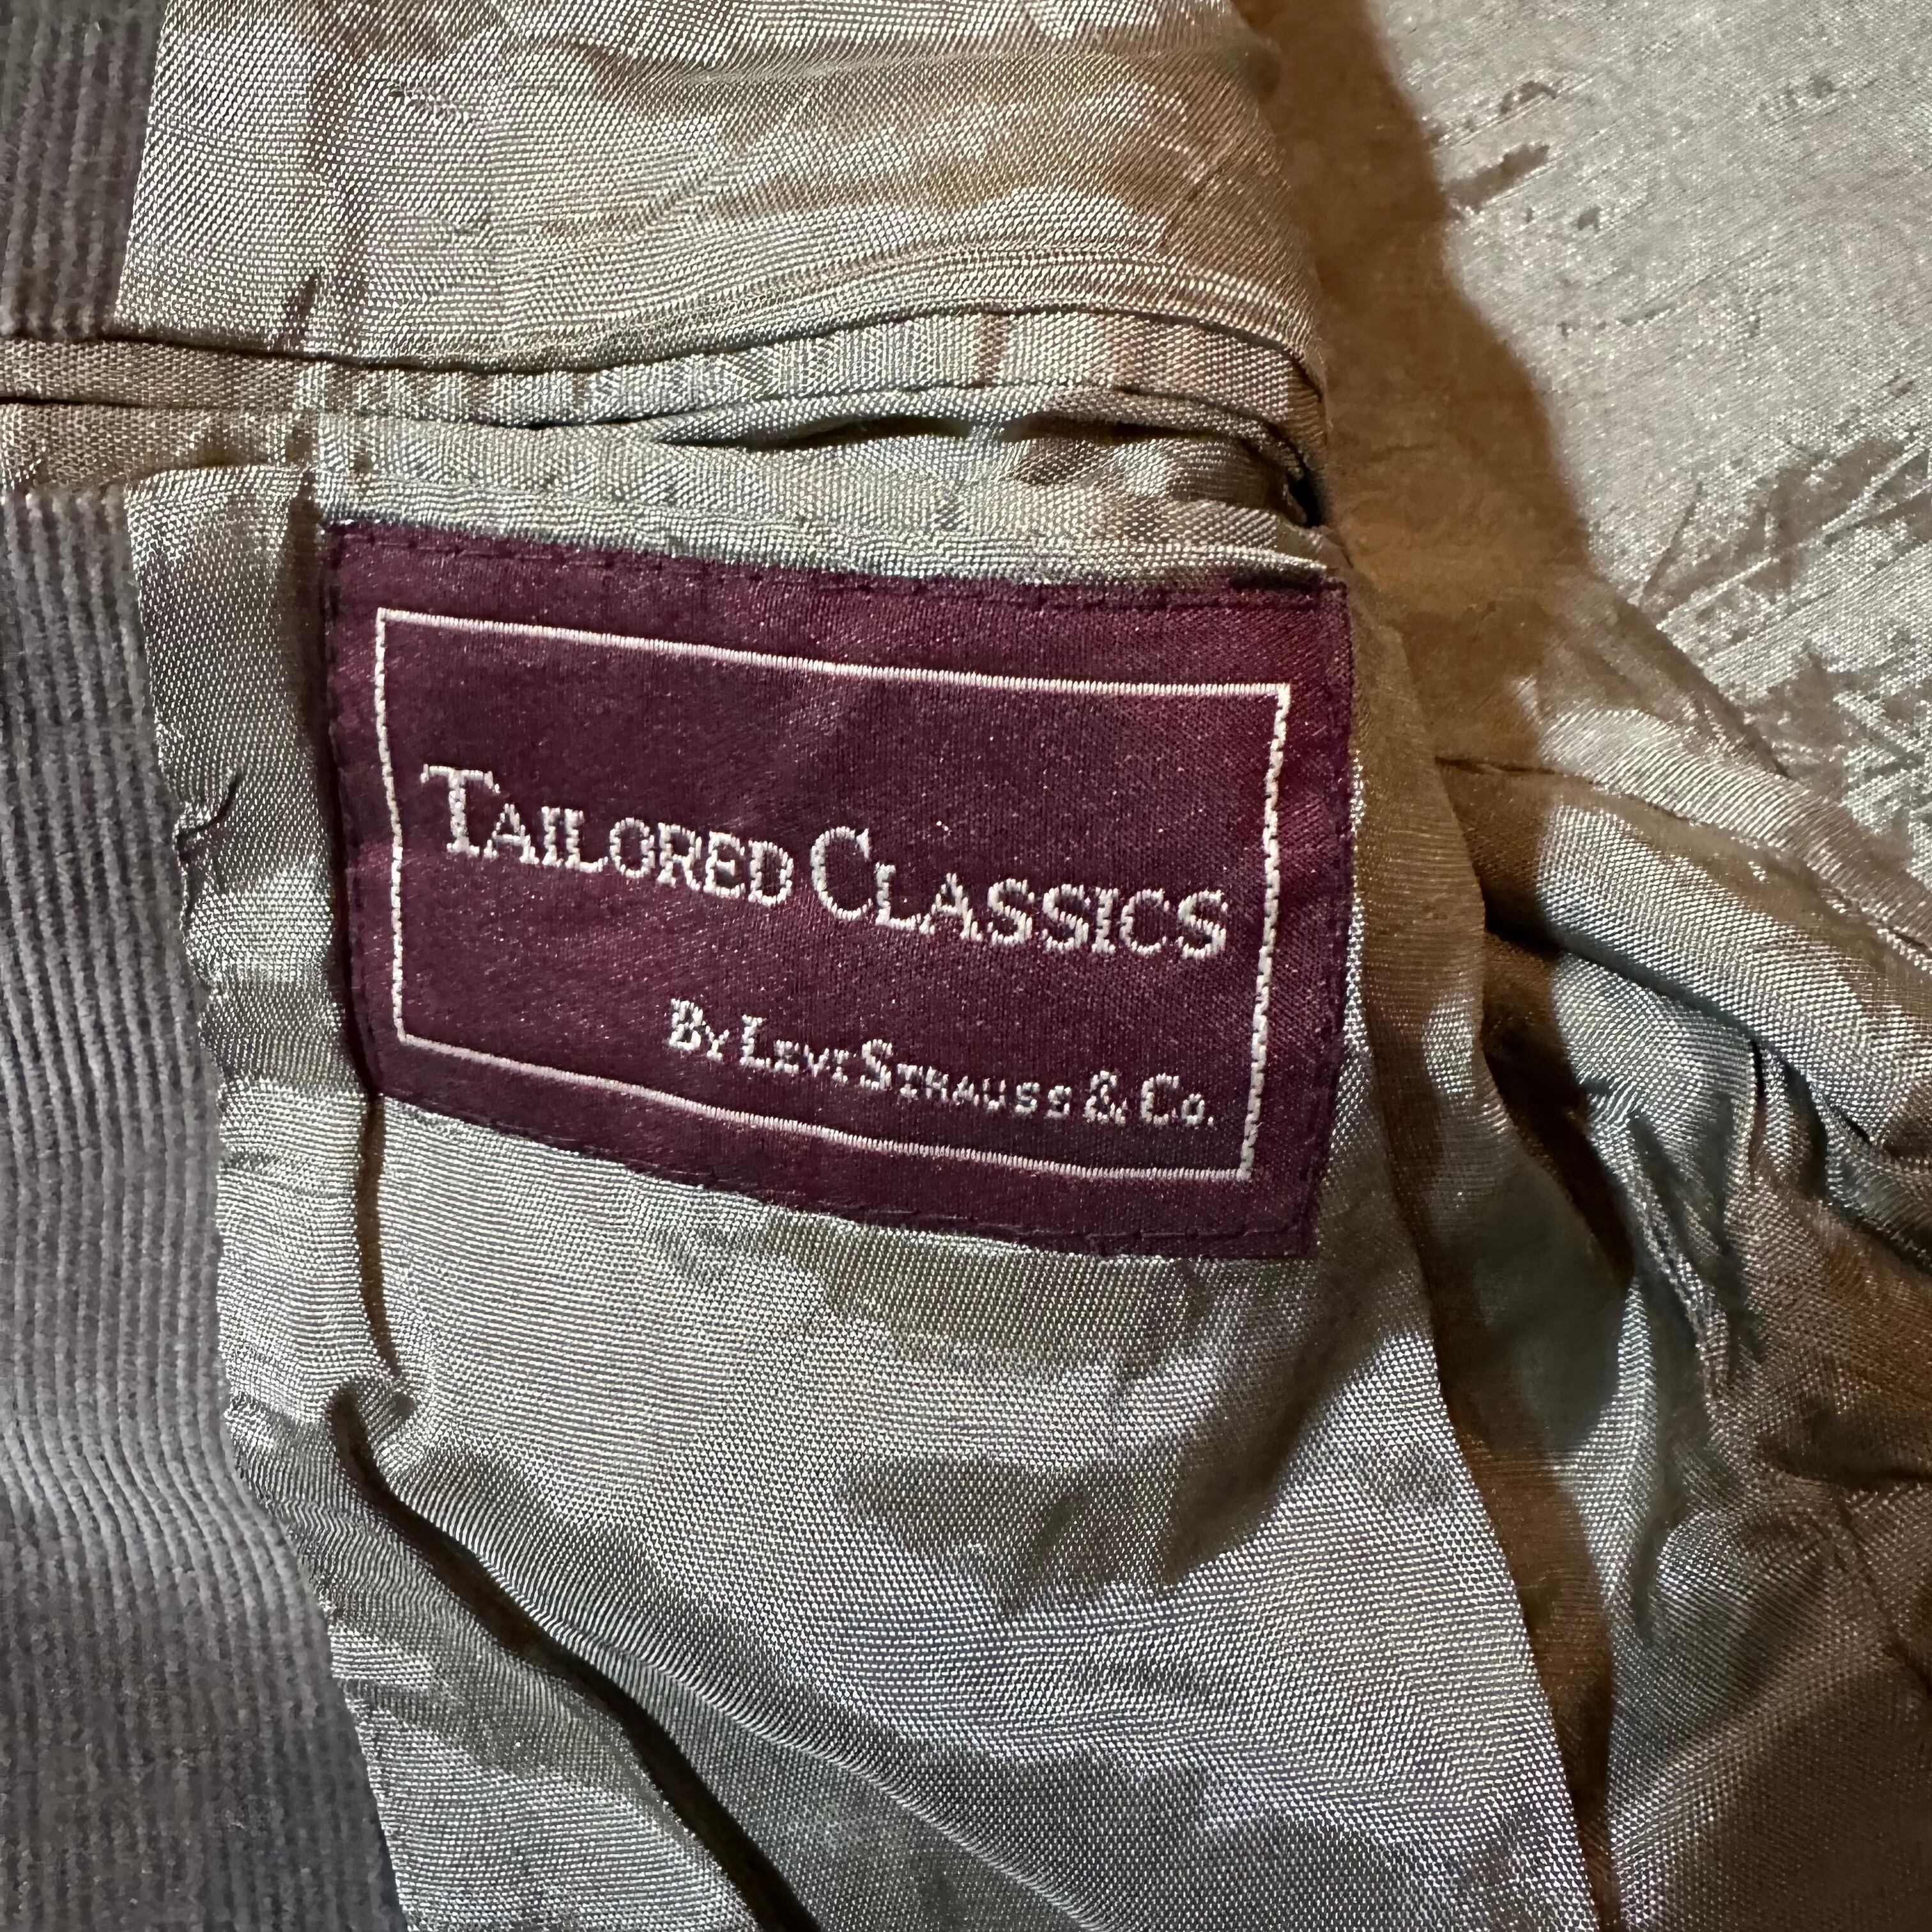 TAILORED CLASSICS
BY LEVI STRAUSS & CO.